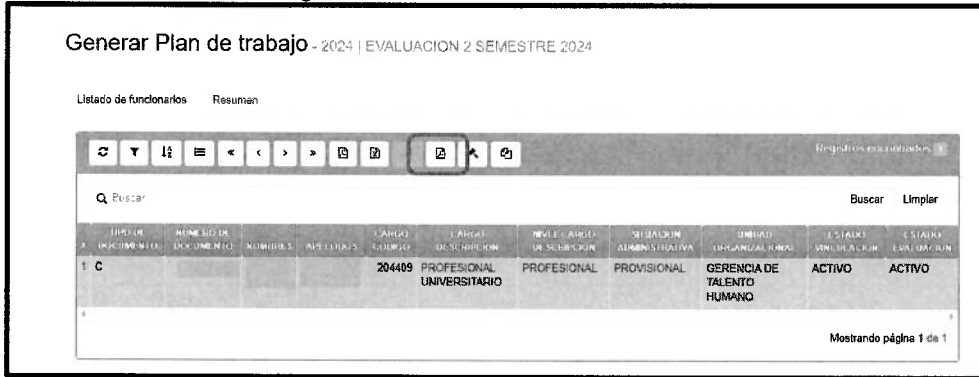 Generar Plan de trabajo - 2024 | EVALUACION 2 SEMESTRE 2024
Listado de funcionarios Resumen
Registros encontrados 1
Buscar Buscar Limpiar
TIPO DE DOCUMENTO NUMERO DE DOCUMENTO NOMBRES APELLIDOS CARGO CODIGO CARGO DESCRIPCION NIVEL CARGO DESCRIPCION SITUACION ADMINISTRATIVA UNIDAD ORGANIZACIONAL ESTADO VINCULACION ESTADO EVALUACION
1 C 204409 PROFESIONAL UNIVERSITARIO PROFESIONAL PROVISIONAL GERENCIA DE TALENTO HUMANO ACTIVO ACTIVO
Mostrando página 1 de 1